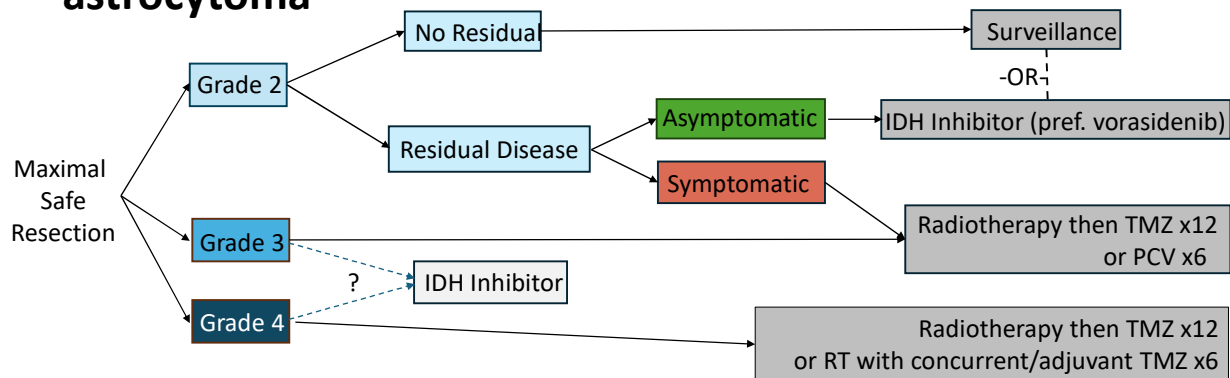 astrocytoma
No Residual
Surveillance
Grade 2
-OR-
Asymptomatic
IDH Inhibitor (pref. vorasidenib)
Residual Disease
Maximal
Safe
Resection
Symptomatic
Grade 3
Radiotherapy then TMZ x12
or PCV x6
?
IDH Inhibitor
Grade 4
Radiotherapy then TMZ x12
or RT with concurrent/adjuvant TMZ x6